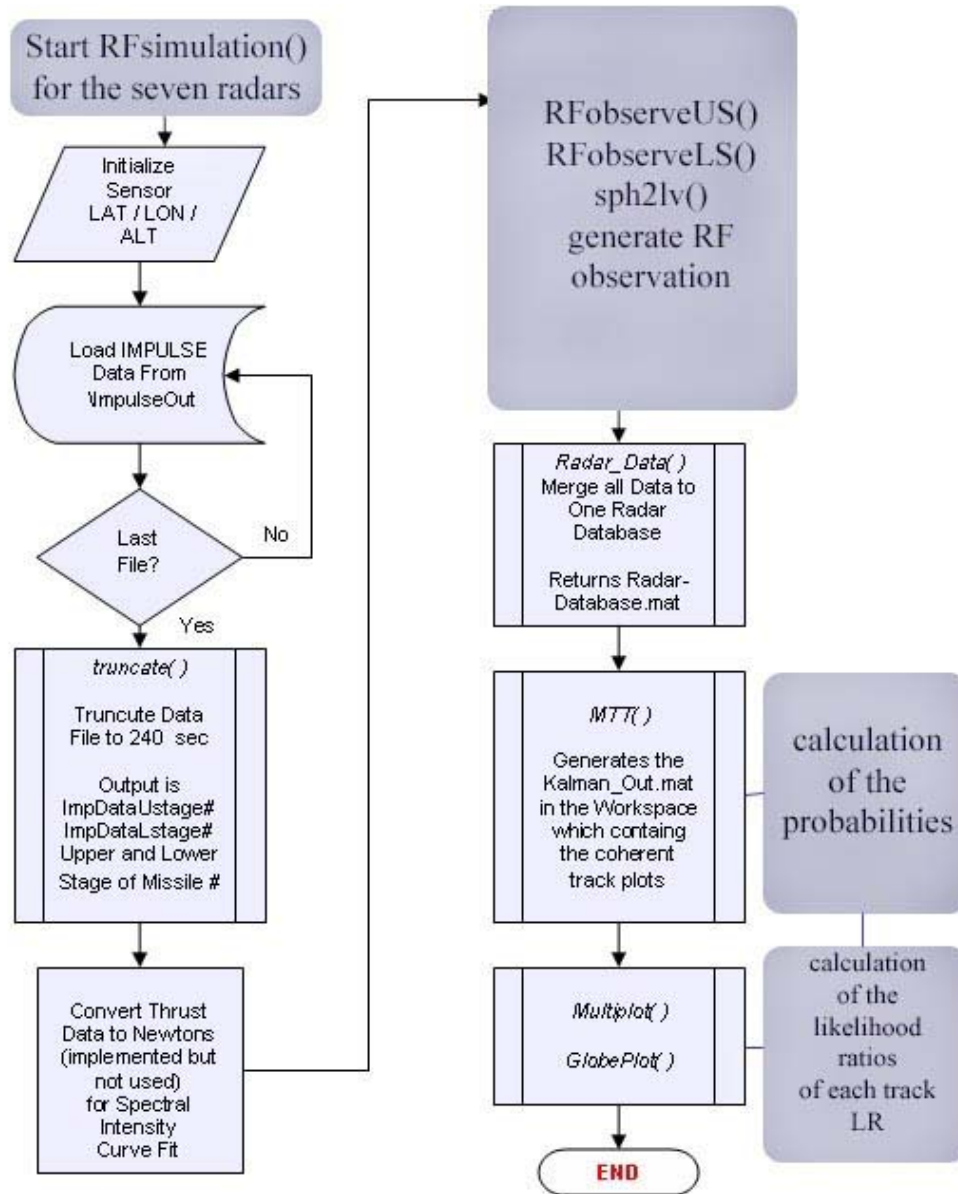 Start RFsimulation()
for the seven radars
Initialize
Sensor
LAT / LON /
ALT
Load IMPULSE
Data From
\ImpulseOut
Last
File?
No
Yes
truncate( )
Truncute Data
File to 240 sec
Output is
ImpDataUstage#
ImpDataLstage#
Upper and Lower
Stage of Missile #
Convert Thrust
Data to Newtons
(implemented but
not used)
for Spectral
Intensity
Curve Fit
RFobserveUS()
RFobserveLS()
sph2lv()
generate RF
observation
Radar_Data( )
Merge all Data to
One Radar
Database
Returns Radar-
Database.mat
MTT( )
Generates the
Kalman_Out.mat
in the Workspace
which containg
the coherent
track plots
calculation
of the
probabilities
Multiplot( )
GlobePlot( )
calculation
of the
likelihood
ratios
of each track
LR
END